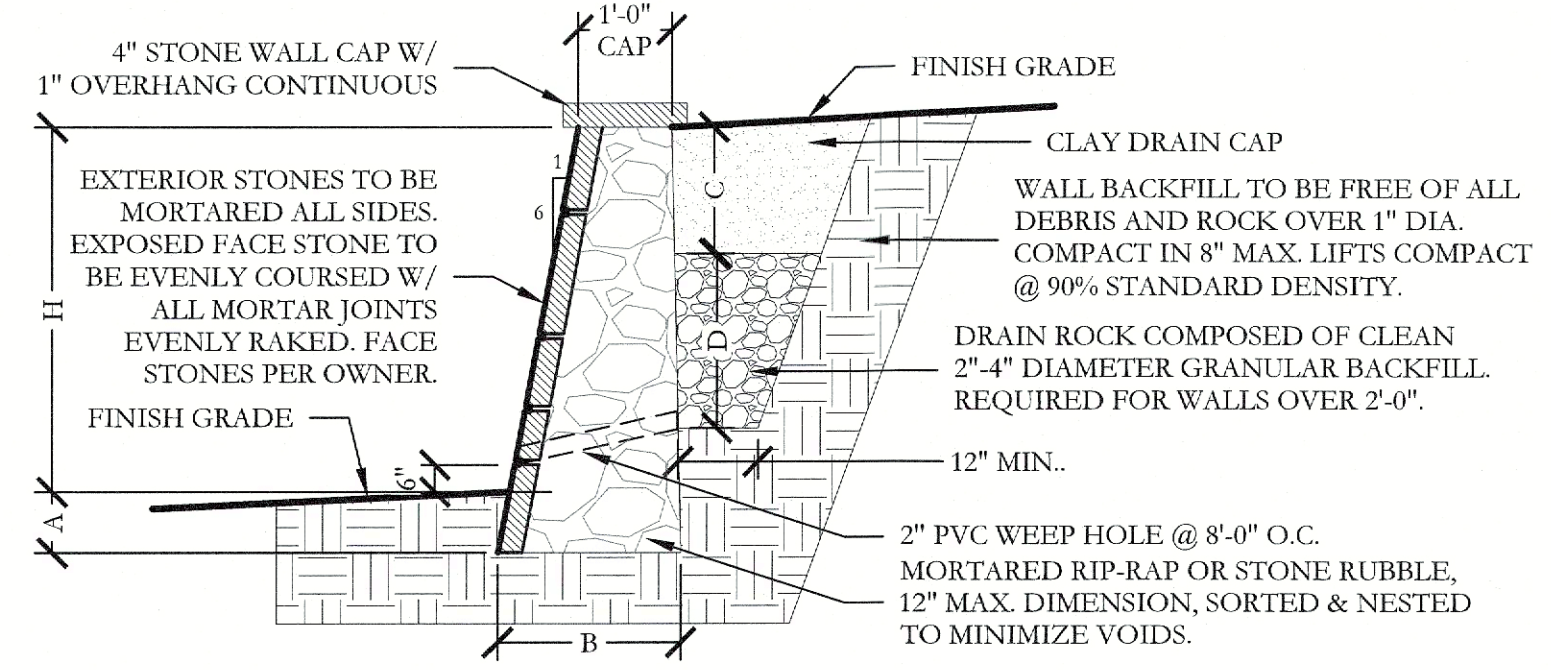 1'-0"
CAP
4" STONE WALL CAP W/
1" OVERHANG CONTINUOUS
FINISH GRADE
CLAY DRAIN CAP
EXTERIOR STONES TO BE
MORTARED ALL SIDES.
EXPOSED FACE STONE TO
BE EVENLY COURSED W/
ALL MORTAR JOINTS
EVENLY RAKED. FACE
STONES PER OWNER.
1
6
C
WALL BACKFILL TO BE FREE OF ALL
DEBRIS AND ROCK OVER 1" DIA.
COMPACT IN 8" MAX. LIFTS COMPACT
@ 90% STANDARD DENSITY.
H
D
DRAIN ROCK COMPOSED OF CLEAN
2"-4" DIAMETER GRANULAR BACKFILL.
REQUIRED FOR WALLS OVER 2'-0".
FINISH GRADE
12" MIN..
6"
A
2" PVC WEEP HOLE @ 8'-0" O.C.
MORTARED RIP-RAP OR STONE RUBBLE,
12" MAX. DIMENSION, SORTED & NESTED
TO MINIMIZE VOIDS.
B